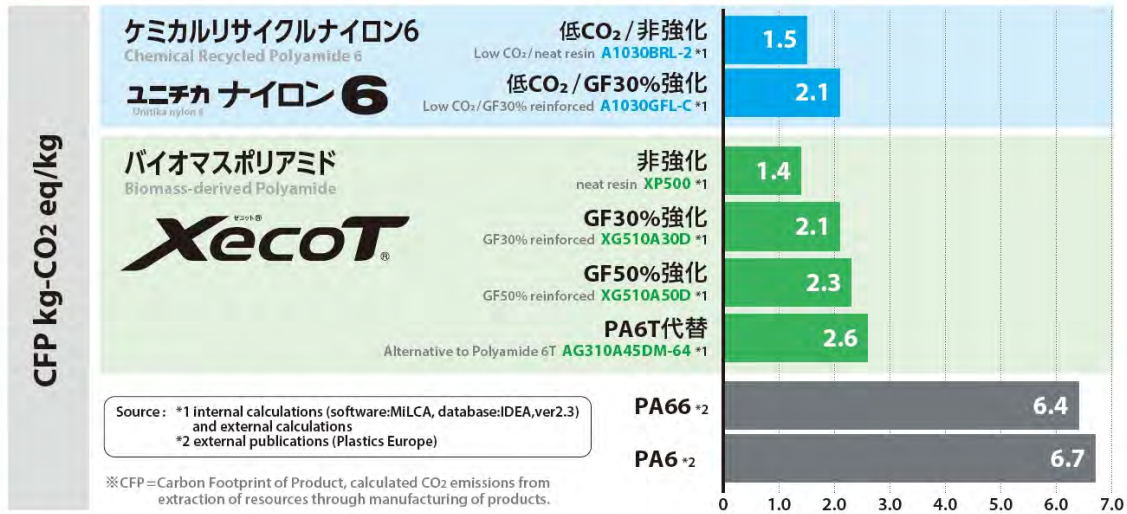 CFP kg-CO2 eq/kg
ケミカルリサイクルナイロン6
Chemical Recycled Polyamide 6
ユニチカ ナイロン6
Unitika nylon 6
低CO₂/非強化
Low CO₂/neat resin A1030BRL-2 *1
1.5
低CO₂/GF30%強化
Low CO₂/GF30% reinforced A1030GFL-C *1
2.1
バイオマスポリアミド
Biomass-derived Polyamide
ゼコット®
XecoT®
非強化
neat resin XP500 *1
1.4
GF30%強化
GF30% reinforced XG510A30D *1
2.1
GF50%強化
GF50% reinforced XG510A50D *1
2.3
PA6T代替
Alternative to Polyamide 6T AG310A45DM-64 *1
2.6
PA66 *2
6.4
PA6 *2
6.7
0 1.0 2.0 3.0 4.0 5.0 6.0 7.0
Source : *1 internal calculations (software:MiLCA, database:IDEA,ver2.3)
and external calculations
*2 external publications (Plastics Europe)
※CFP=Carbon Footprint of Product, calculated CO2 emissions from
extraction of resources through manufacturing of products.